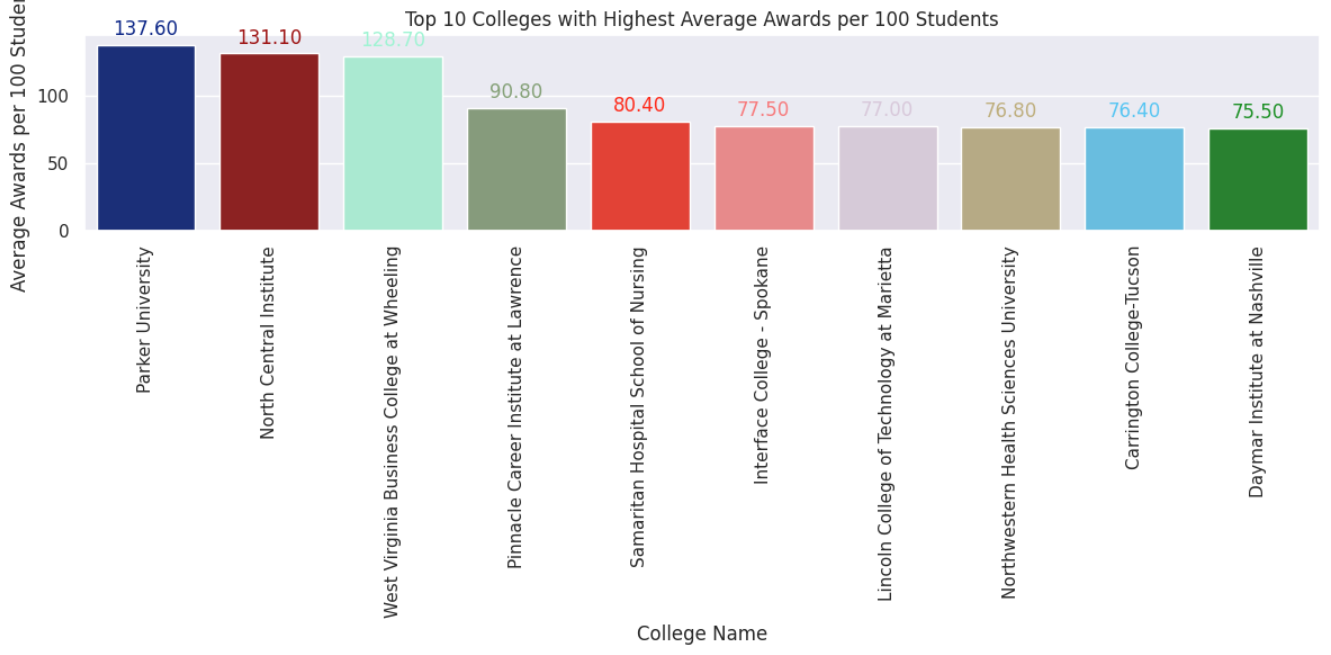 Top 10 Colleges with Highest Average Awards per 100 Students
Average Awards per 100
100
50
0
137.60
131.10
128.70
90.80
80.40
77.50
77.00
76.80
76.40
75.50
Parker University
North Central Institute
West Virginia Business College at Wheeling
Pinnacle Career Institute at Lawrence
Samaritan Hospital School of Nursing
Interface College - Spokane
Lincoln College of Technology at Marietta
Northwestern Health Sciences University
Carrington College-Tucson
Daymar Institute at Nashville
College Name